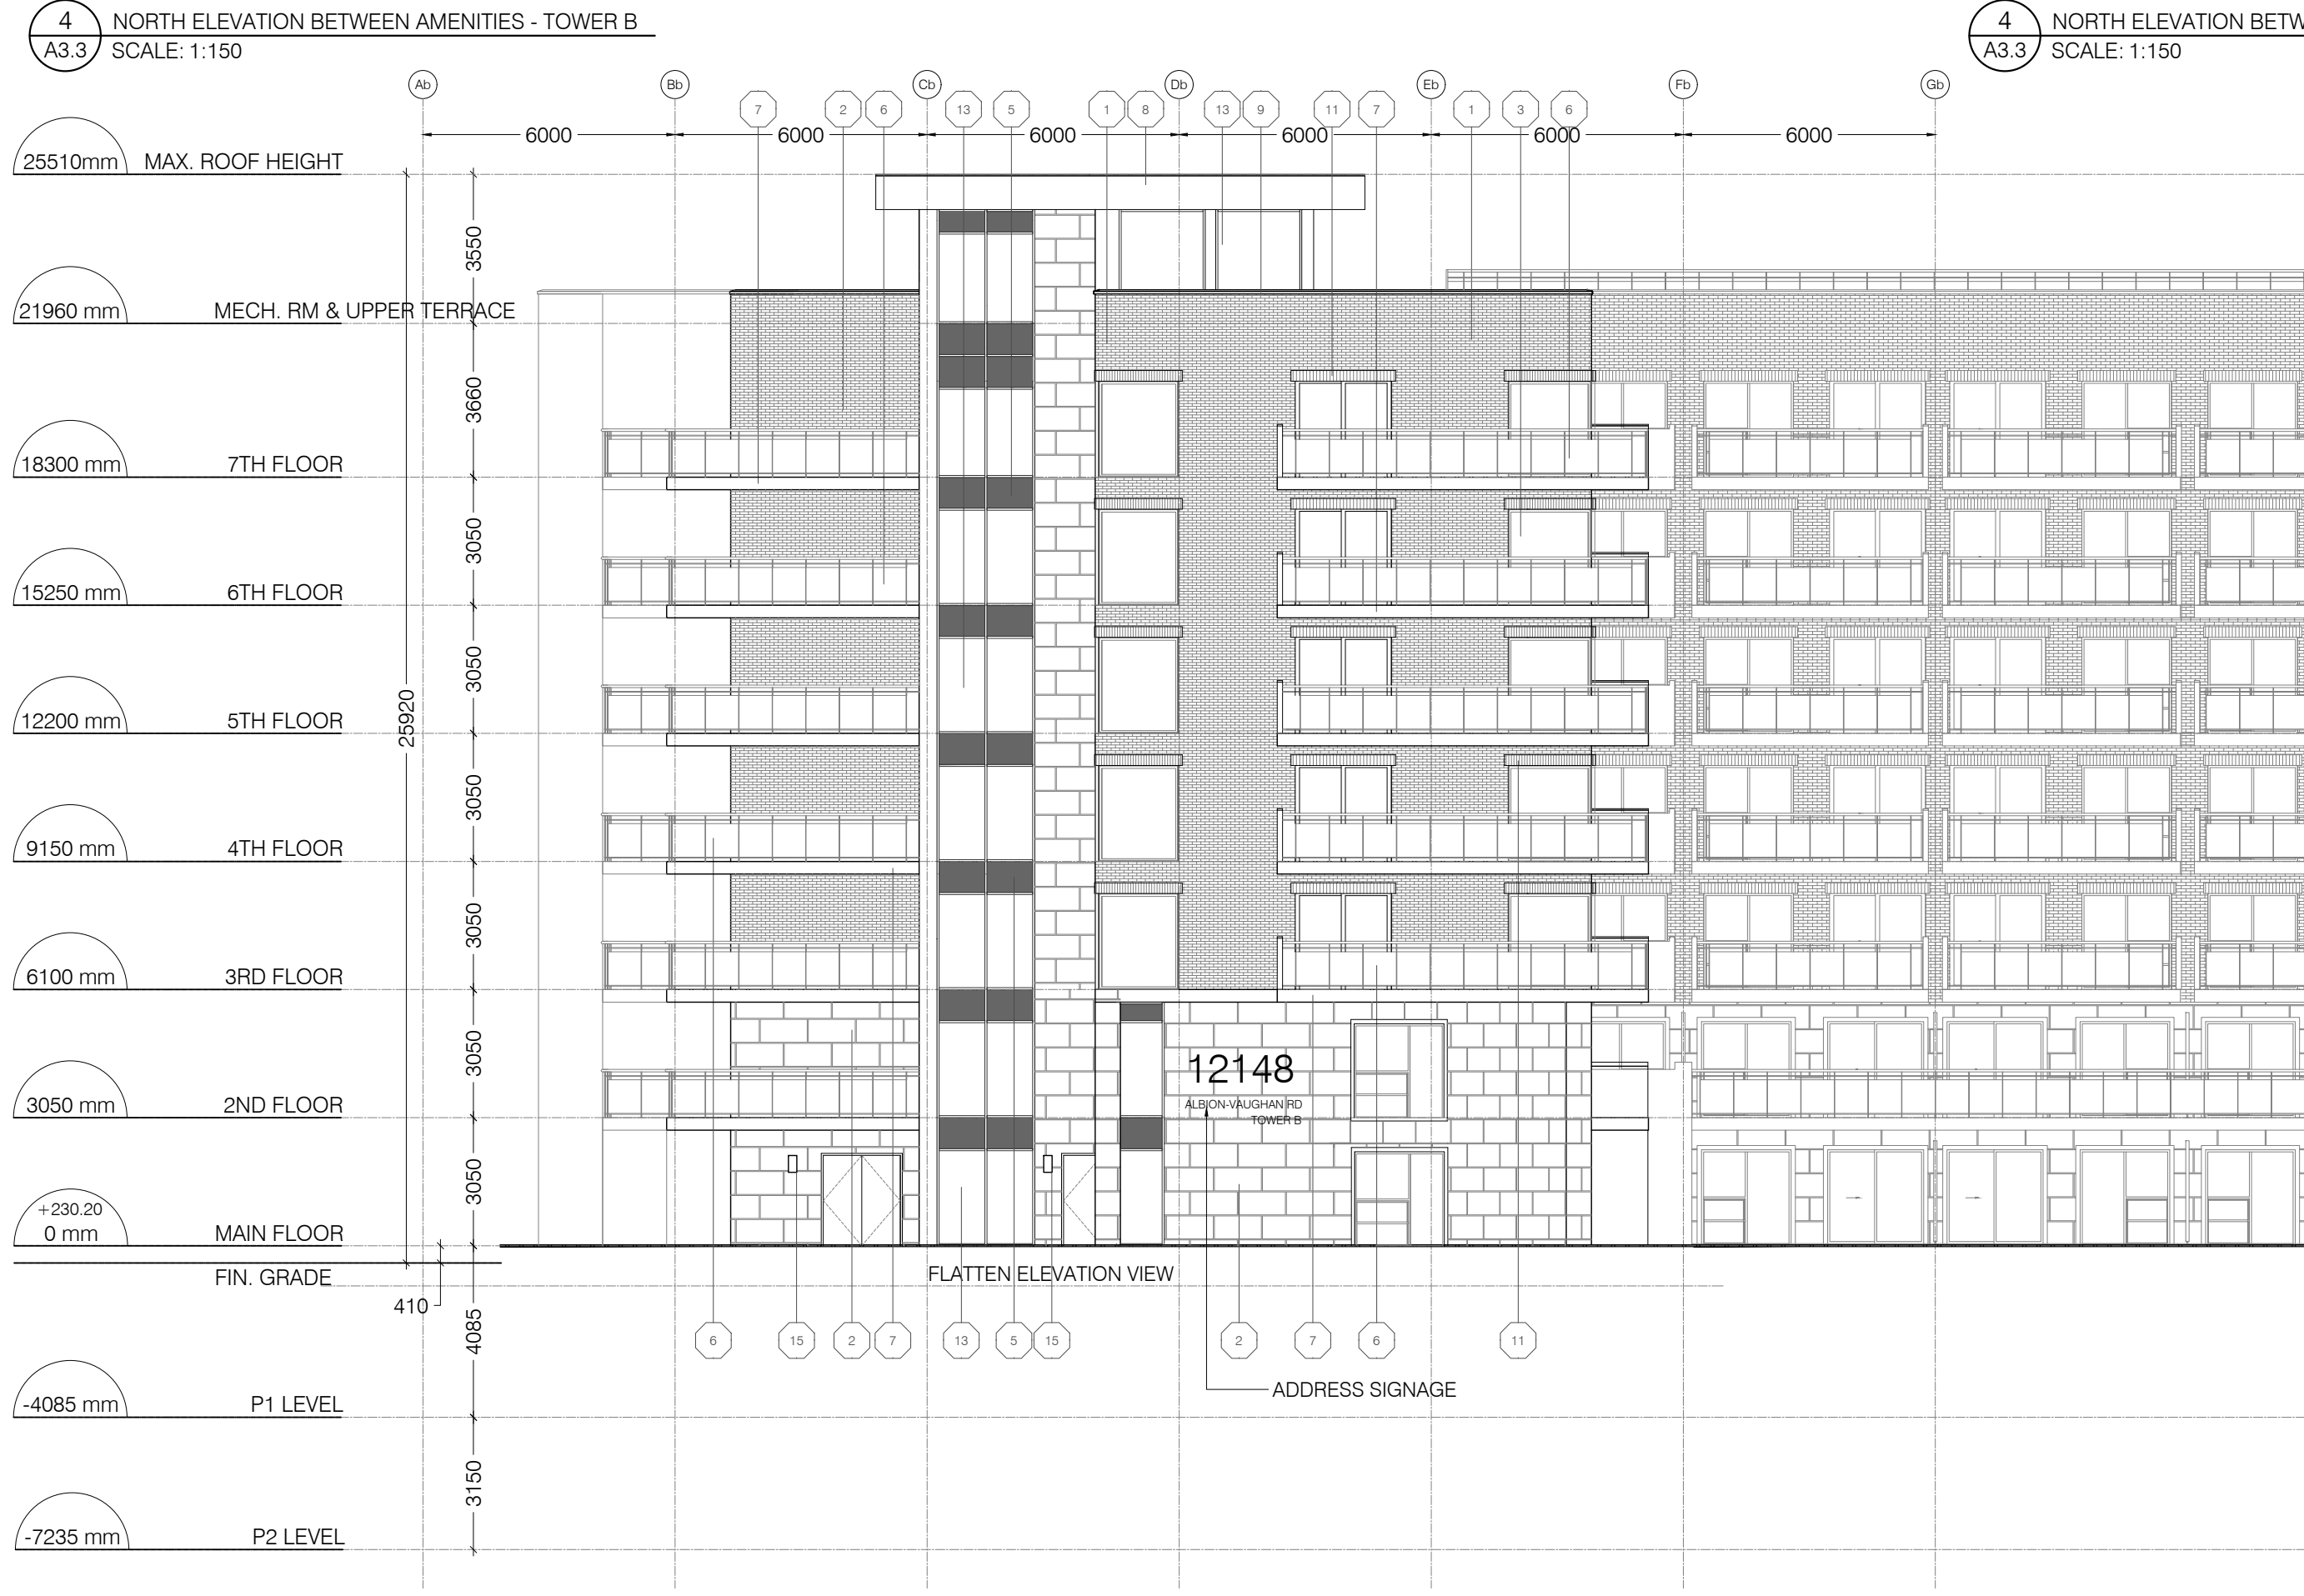 4 NORTH ELEVATION BETWEEN AMENITIES - TOWER B
A3.3 SCALE: 1:150
4 NORTH ELEVATION BETW
A3.3 SCALE: 1:150
Ab Bb Cb Db Eb Fb Gb
7 2 6 13 5 1 8 13 9 11 7 1 3 6
6000 6000 6000 6000 6000 6000
25510mm MAX. ROOF HEIGHT
3550
21960 mm MECH. RM & UPPER TERRACE
3660
18300 mm 7TH FLOOR
3050
15250 mm 6TH FLOOR
3050
25920
12200 mm 5TH FLOOR
3050
9150 mm 4TH FLOOR
3050
6100 mm 3RD FLOOR
3050
12148
ALBION-VAUGHAN RD
TOWER B
3050 mm 2ND FLOOR
3050
+230.20
0 mm MAIN FLOOR
FIN. GRADE
FLATTEN ELEVATION VIEW
410
4085
6 15 2 7 13 5 15 2 7 6 11
ADDRESS SIGNAGE
-4085 mm P1 LEVEL
3150
-7235 mm P2 LEVEL